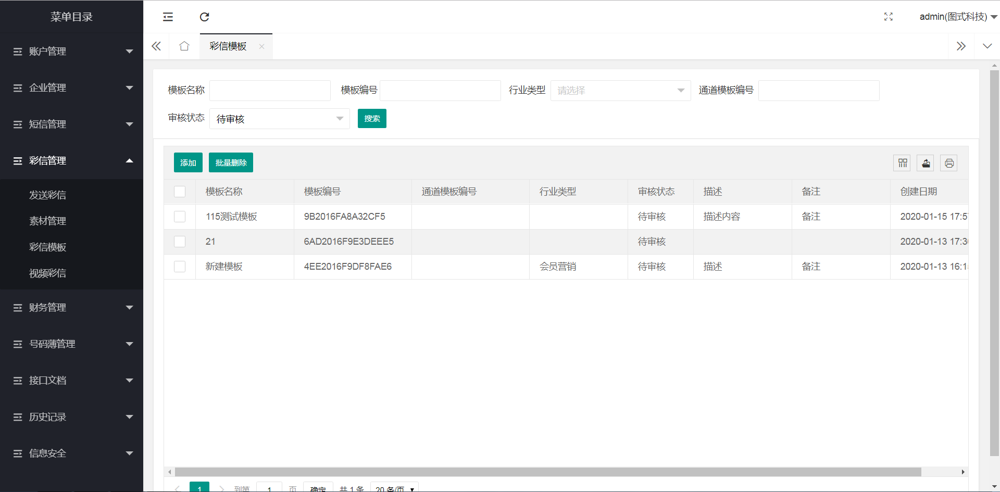 菜单目录
admin(图式科技)
账户管理
企业管理
短信管理
彩信管理
发送彩信
素材管理
彩信模板
视频彩信
财务管理
号码薄管理
接口文档
历史记录
信息安全
彩信模板
模板名称 模板编号 行业类型 请选择 通道模板编号
审核状态 待审核 搜索
添加 批量删除
模板名称 模板编号 通道模板编号 行业类型 审核状态 描述 备注 创建日期
115测试模板 9B2016FA8A32CF5 待审核 描述内容 备注 2020-01-15 17:5
21 6AD2016F9E3DEEE5 待审核 2020-01-13 17:3
新建模板 4EE2016F9DF8FAE6 会员营销 待审核 描述 备注 2020-01-13 16:1
1 到第 1 页 确定 共 1 条 20 条/页